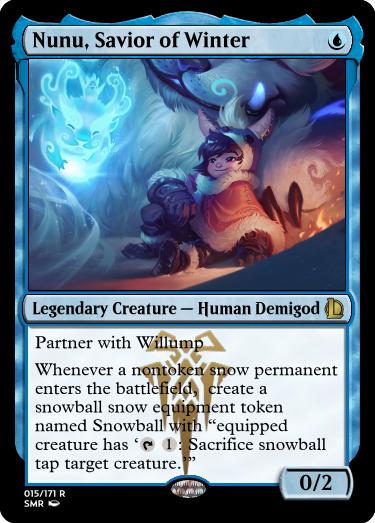 Nunu, Savior of Winter
Legendary Creature — Human Demigod
Partner with Willump
Whenever a nontoken snow permanent
enters the battlefield, create a
snowball snow equipment token
named Snowball with “equipped
creature has ‘ 1: Sacrifice snowball
tap target creature.’”
0/2
015/171 R
SMR